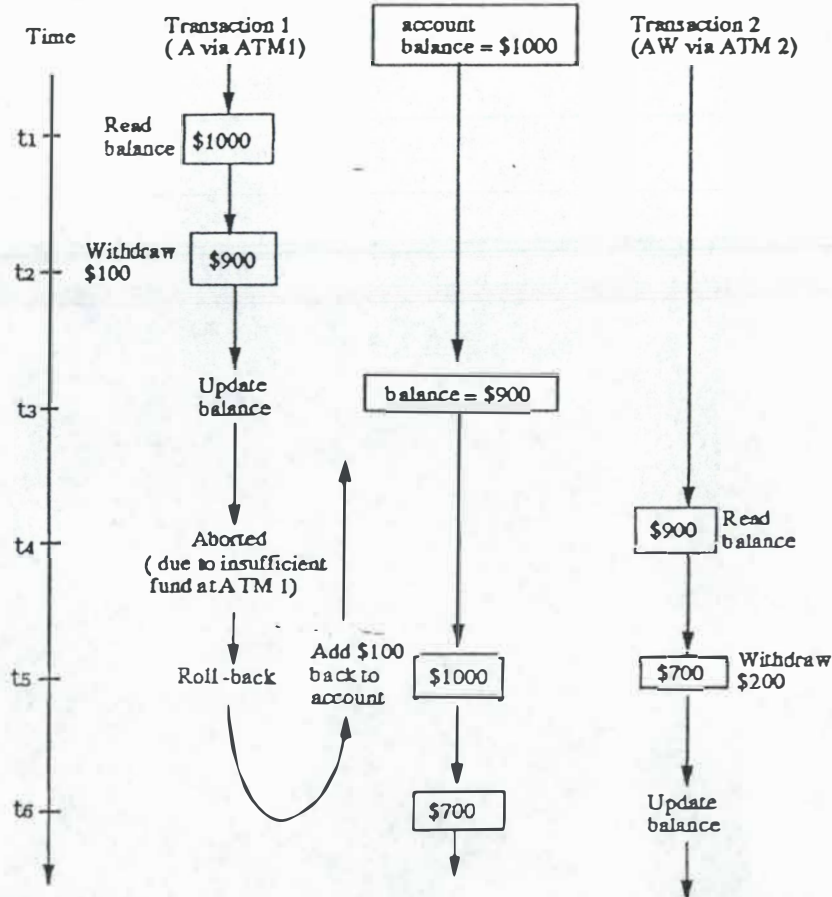 Time
Transaction 1
( A via ATM1)
account
balance = $1000
Transaction 2
(AW via ATM 2)
t1
Read
balance
$1000
t2
Withdraw
$100
$900
t3
Update
balance
balance = $900
t4
Aborted
( due to insufficient
fund at ATM 1)
$900
Read
balance
t5
Roll-back
Add $100
back to
account
$1000
$700
Withdraw
$200
t6
$700
Update
balance